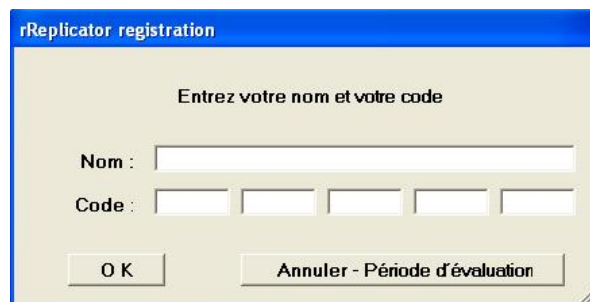 rReplicator registration
Entrez votre nom et votre code
Nom :
Code :
O K
Annuler - Période d'évaluation